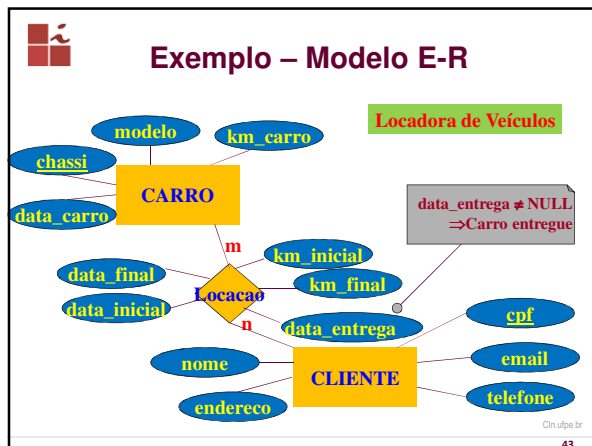 Exemplo – Modelo E-R
Locadora de Veículos
modelo
km_carro
chassi
CARRO
data_carro
data_entrega ≠ NULL
⇒Carro entregue
m
km_inicial
data_final
km_final
Locacao
data_inicial
n
data_entrega
cpf
nome
CLIENTE
email
endereco
telefone
CIn.ufpe.br
43